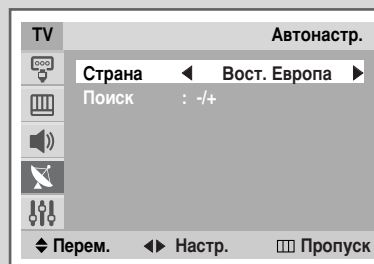 TV Автонастр.
Страна ◀ Вост. Европа ▶
Поиск : -/+
Перем. Настр. Пропуск